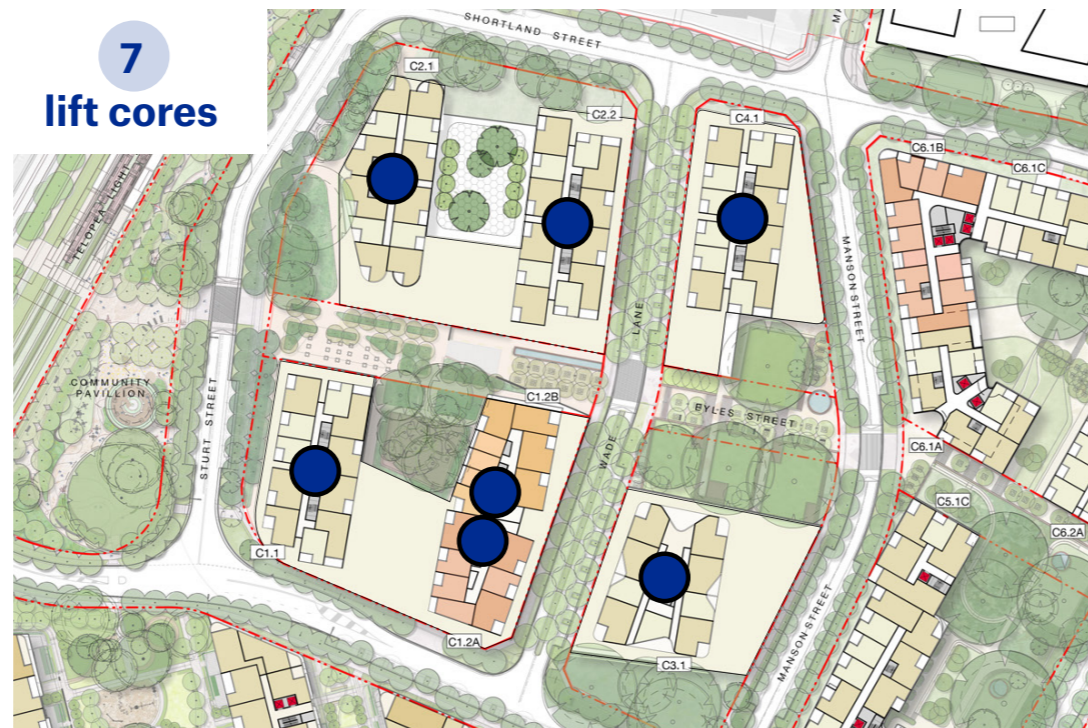 7
lift cores
SHORTLAND STREET
C2.1
C2.2
C4.1
C6.1B
C6.1C
TELOPEA LIGHT
LANE
MANSON STREET
COMMUNITY
PAVILLION
STURT STREET
C1.2B
BYLES STREET
WADE
C6.1A
C5.1C
C6.2A
C1.1
C1.2A
C3.1
MANSON STREET